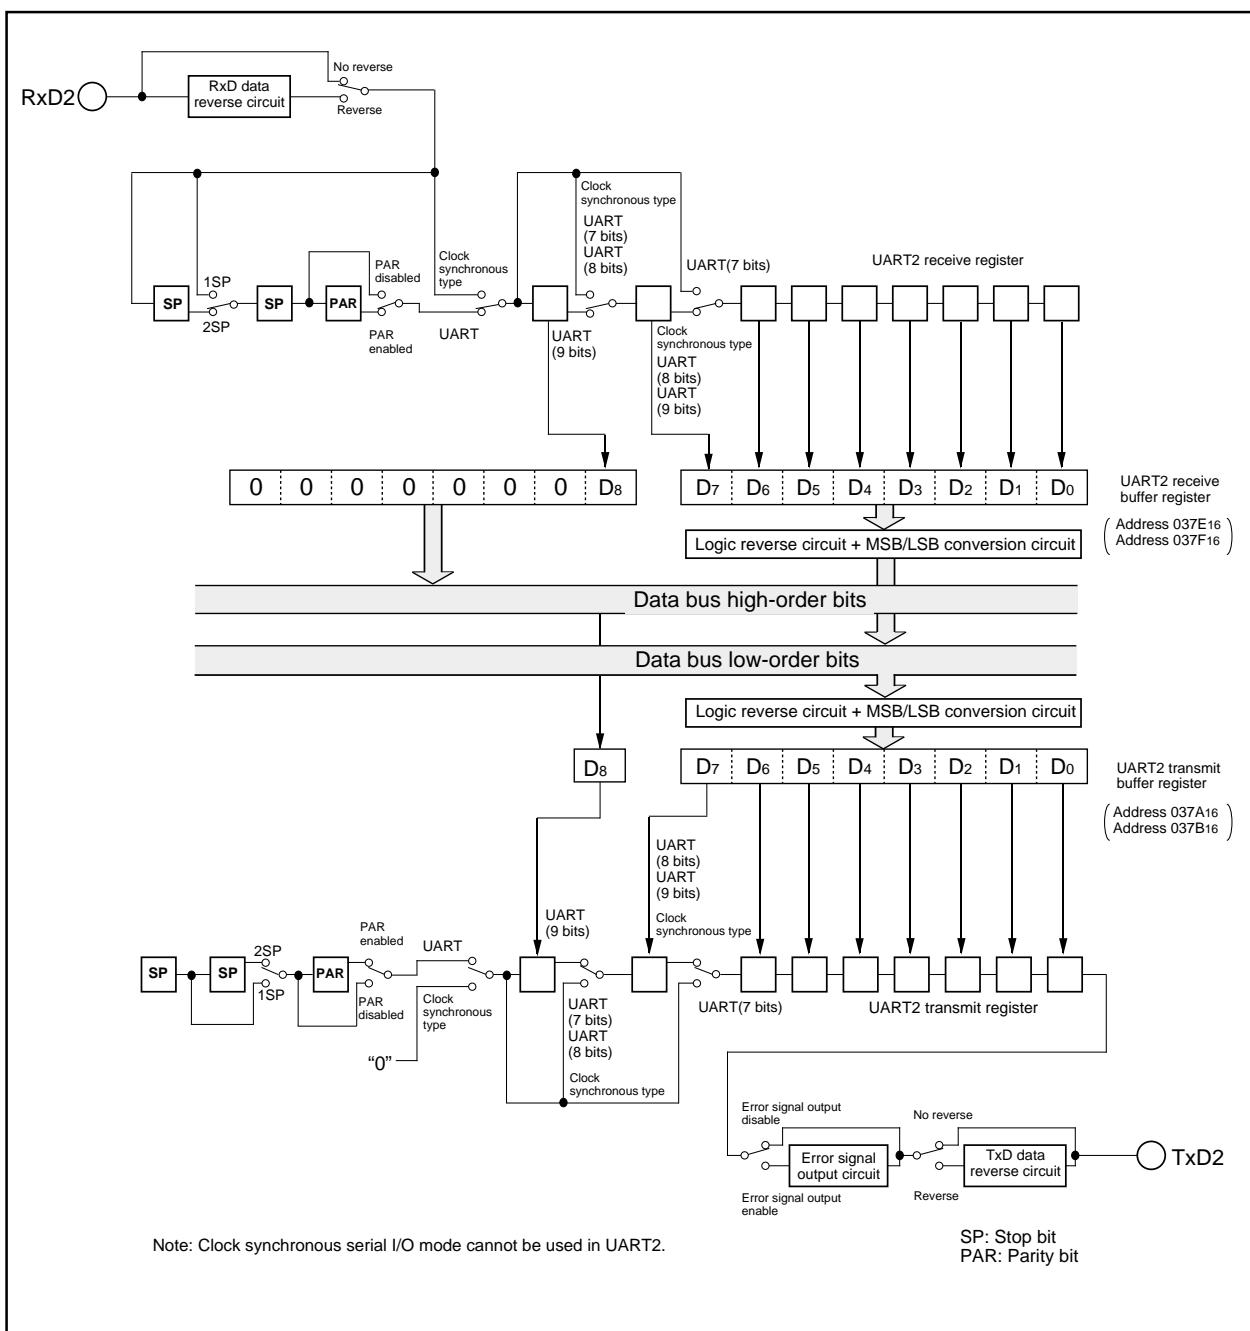 No reverse
RxD2
RxD data
reverse circuit
Reverse
Clock
synchronous type
UART
(7 bits)
UART
(8 bits)
UART(7 bits)
UART2 receive register
PAR
disabled
Clock
synchronous
type
1SP
SP
SP
PAR
2SP
PAR
enabled
UART
UART
(9 bits)
Clock
synchronous type
UART
(8 bits)
UART
(9 bits)
0 0 0 0 0 0 0 D8
D7 D6 D5 D4 D3 D2 D1 D0
UART2 receive
buffer register
Address 037E16
Address 037F16
Logic reverse circuit + MSB/LSB conversion circuit
Data bus high-order bits
Data bus low-order bits
Logic reverse circuit + MSB/LSB conversion circuit
D8
D7 D6 D5 D4 D3 D2 D1 D0
UART2 transmit
buffer register
Address 037A16
Address 037B16
UART
(8 bits)
UART
(9 bits)
Clock
synchronous type
UART
(9 bits)
PAR
enabled
UART
2SP
SP
SP
PAR
1SP
PAR
disabled
Clock
synchronous
type
“0”
UART
(7 bits)
UART
(8 bits)
Clock
synchronous type
UART(7 bits)
UART2 transmit register
Error signal output
disable
No reverse
Error signal
output circuit
TxD data
reverse circuit
TxD2
Error signal output
enable
Reverse
Note: Clock synchronous serial I/O mode cannot be used in UART2.
SP: Stop bit
PAR: Parity bit